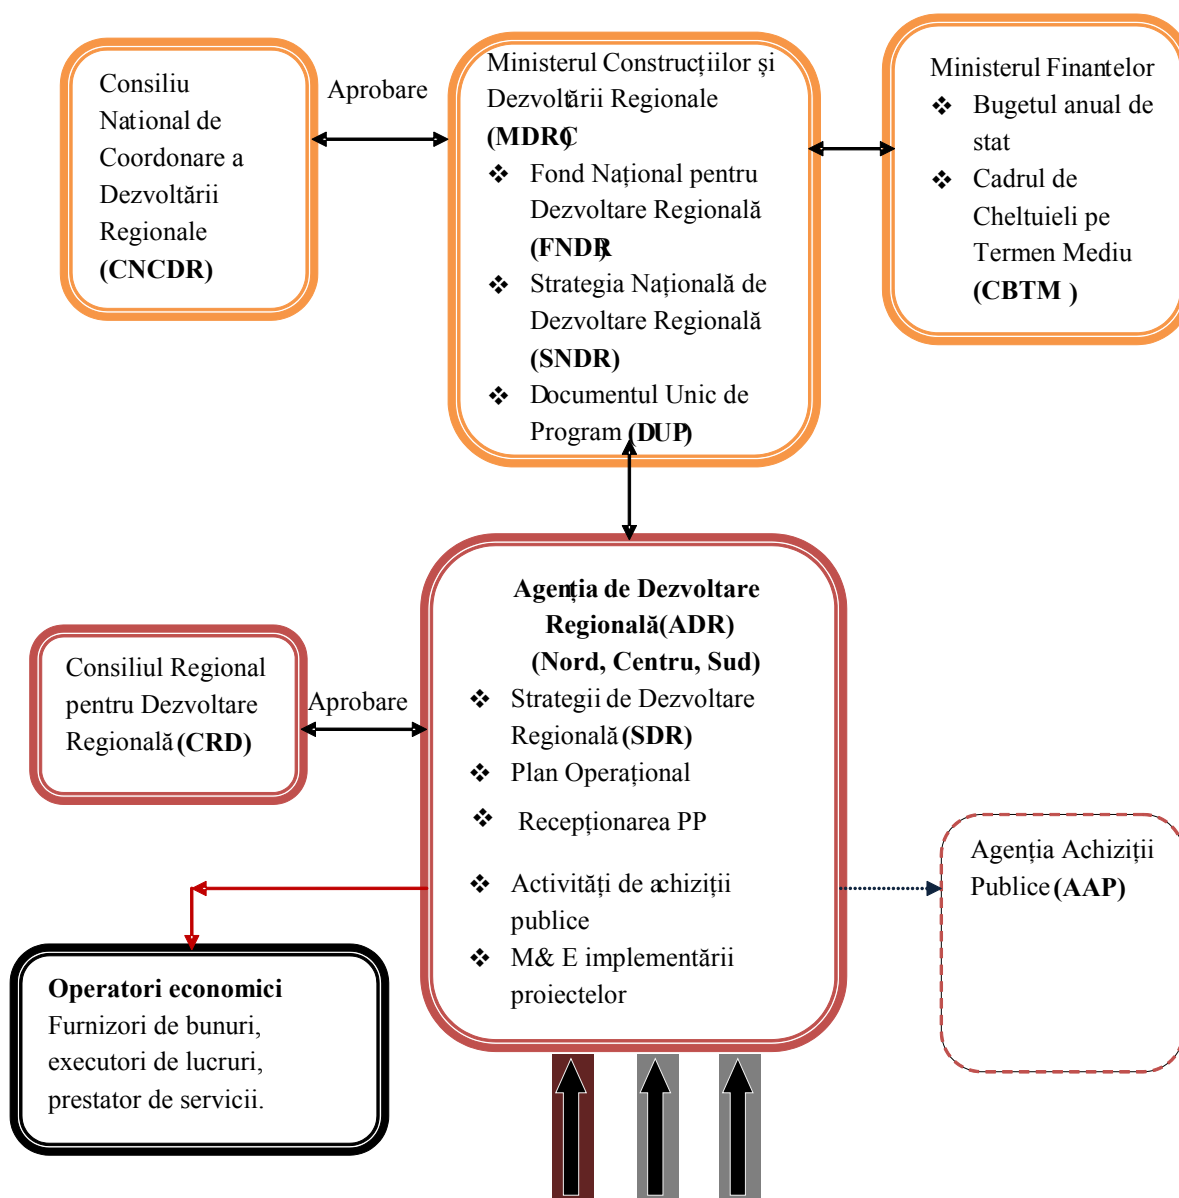 Consiliu
National de
Coordonare a
Dezvoltării
Regionale
(CNCDR)
Aprobare
Ministerul Construcțiilor și
Dezvoltării Regionale
(MDRC)
❖ Fond Național pentru
Dezvoltare Regională
(FNDR)
❖ Strategia Națională de
Dezvoltare Regională
(SNDR)
❖ Documentul Unic de
Program (DUP)
Ministerul Finantelor
❖ Bugetul anual de
stat
❖ Cadrul de
Cheltuieli pe
Termen Mediu
(CBTM )
Agenția de Dezvoltare
Regională(ADR)
(Nord, Centru, Sud)
❖ Strategii de Dezvoltare
Regională (SDR)
❖ Plan Operațional
❖ Recepționarea PP
❖ Activități de achiziții
publice
❖ M& E implementării
proiectelor
Consiliul Regional
pentru Dezvoltare
Regională (CRD)
Aprobare
Agenția Achiziții
Publice (AAP)
Operatori economici
Furnizori de bunuri,
executori de lucruri,
prestator de servicii.